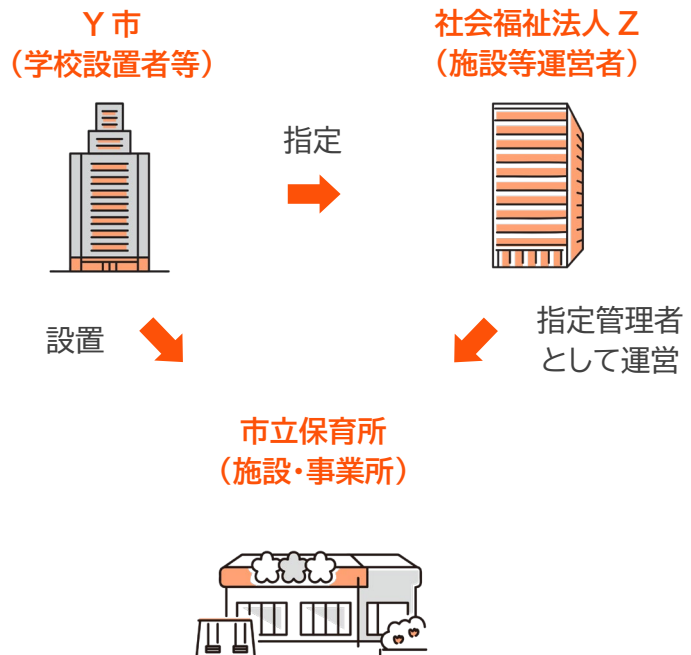 Y 市
（学校設置者等）
社会福祉法人 Z
（施設等運営者）
指定
設置
指定管理者
として運営
市立保育所
（施設・事業所）